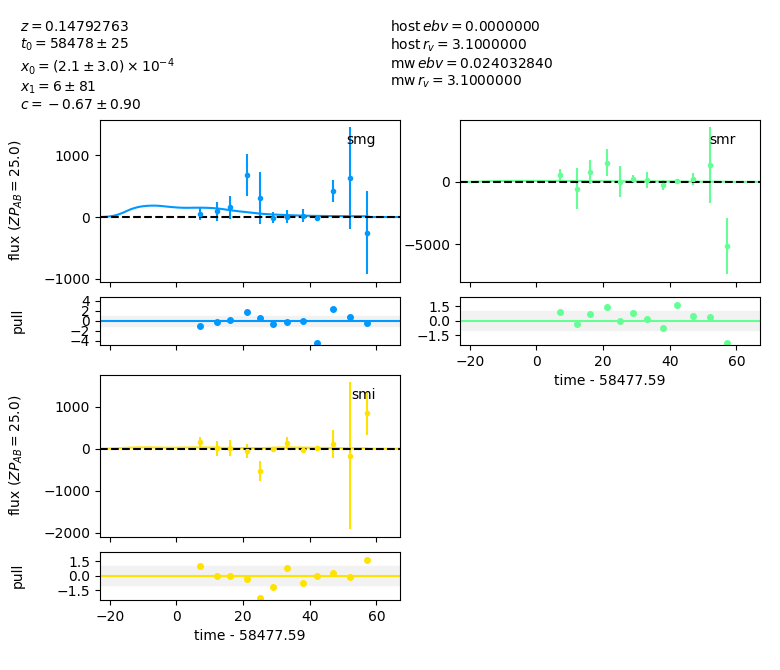 z = 0.14792763
t₀ = 58478 ± 25
x₀ = (2.1 ± 3.0) × 10⁻⁴
x₁ = 6 ± 81
c = −0.67 ± 0.90
host ebv = 0.0000000
host r_v = 3.1000000
mw ebv = 0.024032840
mw r_v = 3.1000000
smg
flux (ZP_AB = 25.0)
1000
0
−1000
pull
4
2
0
−2
−4
smr
0
−5000
1.5
0.0
−1.5
−20 0 20 40 60
time - 58477.59
smi
flux (ZP_AB = 25.0)
1000
0
−1000
−2000
pull
1.5
0.0
−1.5
−20 0 20 40 60
time - 58477.59